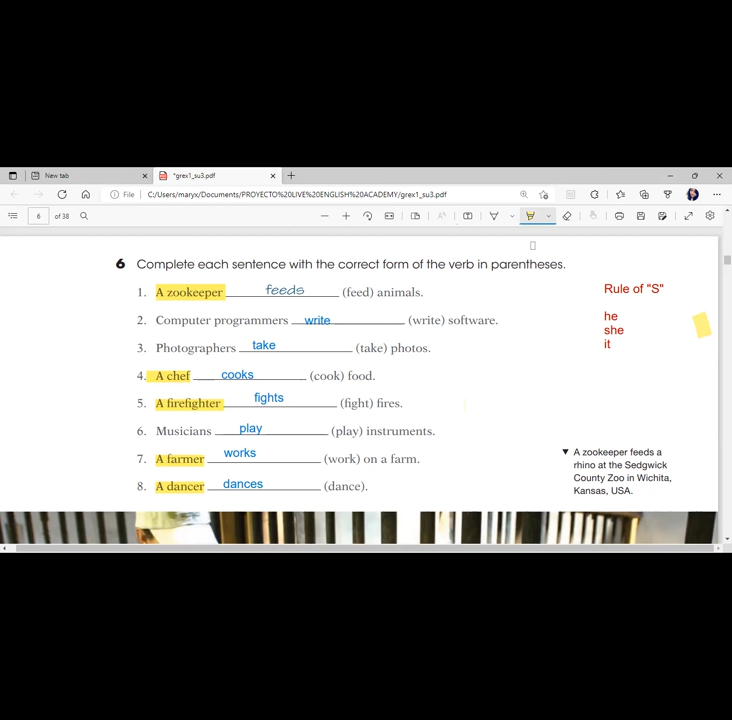 New tab
*grex1_su3.pdf
File C:/Users/maryx/Documents/PROYECTO%20LIVE%20ENGLISH%20ACADEMY/grex1_su3.pdf
6 of 38
6 Complete each sentence with the correct form of the verb in parentheses.
1. A zookeeper feeds (feed) animals.
2. Computer programmers write (write) software.
3. Photographers take (take) photos.
4. A chef cooks (cook) food.
5. A firefighter fights (fight) fires.
6. Musicians play (play) instruments.
7. A farmer works (work) on a farm.
8. A dancer dances (dance).
Rule of "S"
he
she
it
▼ A zookeeper feeds a
rhino at the Sedgwick
County Zoo in Wichita,
Kansas, USA.